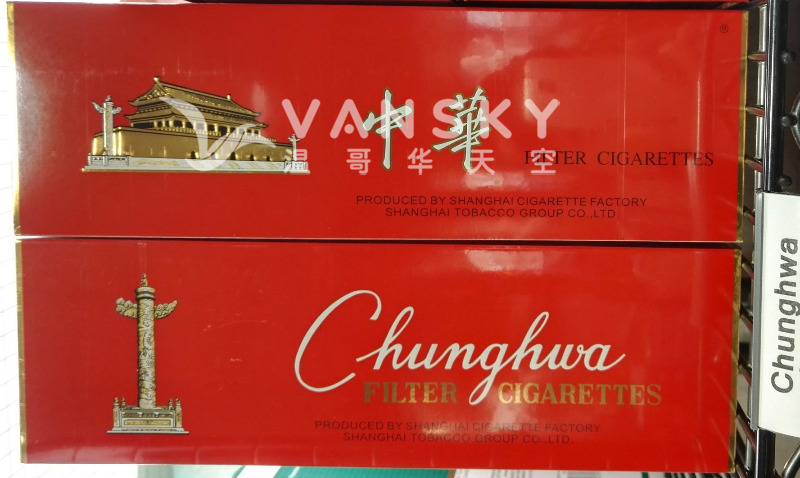 ®
VANSKY
中華
温哥华天空
FILTER CIGARETTES
PRODUCED BY SHANGHAI CIGARETTE FACTORY
SHANGHAI TOBACCO GROUP CO.,LTD.
Chunghwa
FILTER CIGARETTES
PRODUCED BY SHANGHAI CIGARETTE FACTORY
SHANGHAI TOBACCO GROUP CO.,LTD.
Chunghwa